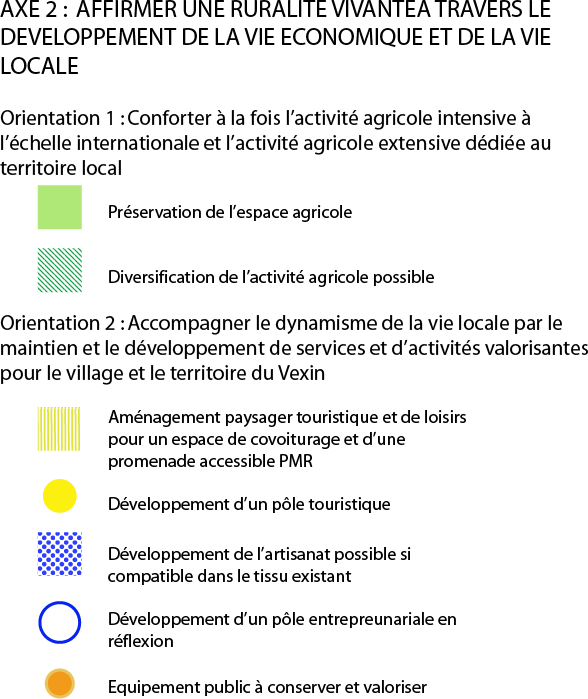 AXE 2 : AFFIRMER UNE RURALITE VIVANTEA TRAVERS LE
DEVELOPPEMENT DE LA VIE ECONOMIQUE ET DE LA VIE
LOCALE
Orientation 1 : Conforter à la fois l’activité agricole intensive à
l’échelle internationale et l’activité agricole extensive dédiée au
territoire local
Préservation de l’espace agricole
Diversification de l’activité agricole possible
Orientation 2 : Accompagner le dynamisme de la vie locale par le
maintien et le développement de services et d’activités valorisantes
pour le village et le territoire du Vexin
Aménagement paysager touristique et de loisirs
pour un espace de covoiturage et d’une
promenade accessible PMR
Développement d’un pôle touristique
Développement de l’artisanat possible si
compatible dans le tissu existant
Développement d’un pôle entrepreunariale en
réflexion
Equipement public à conserver et valoriser